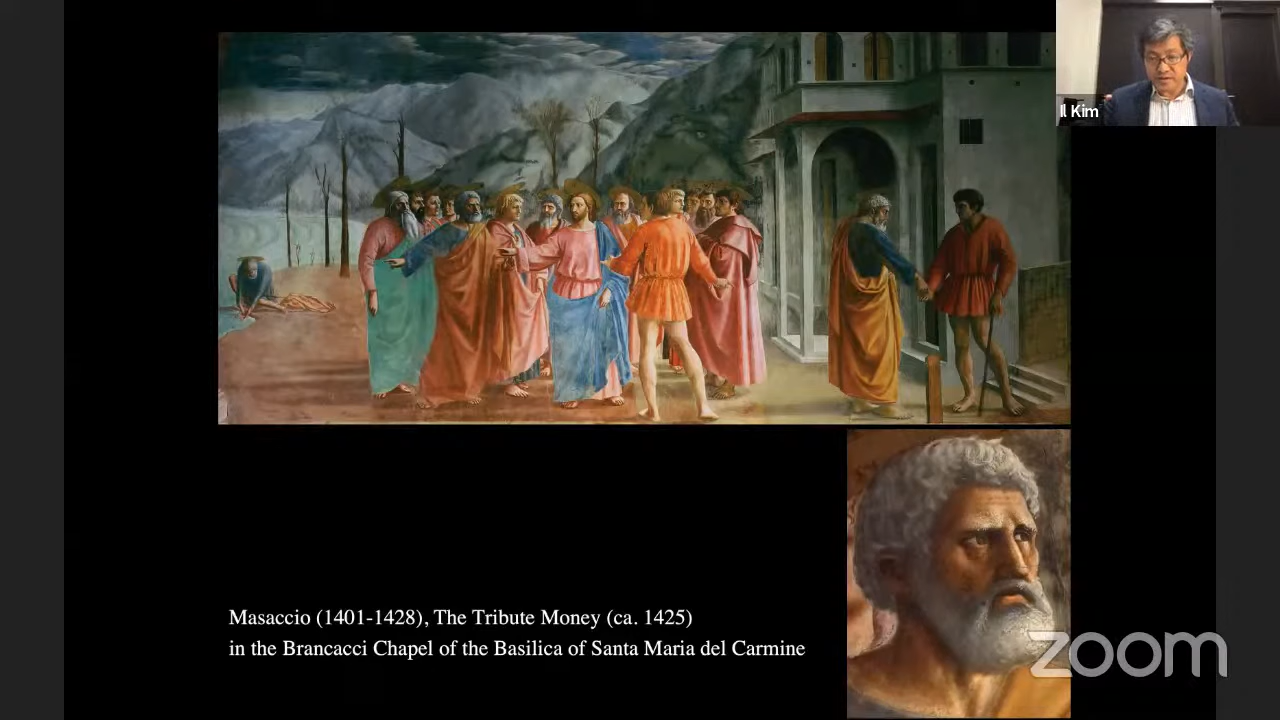 Il Kim
Masaccio (1401-1428), The Tribute Money (ca. 1425)
in the Brancacci Chapel of the Basilica of Santa Maria del Carmine
zoom